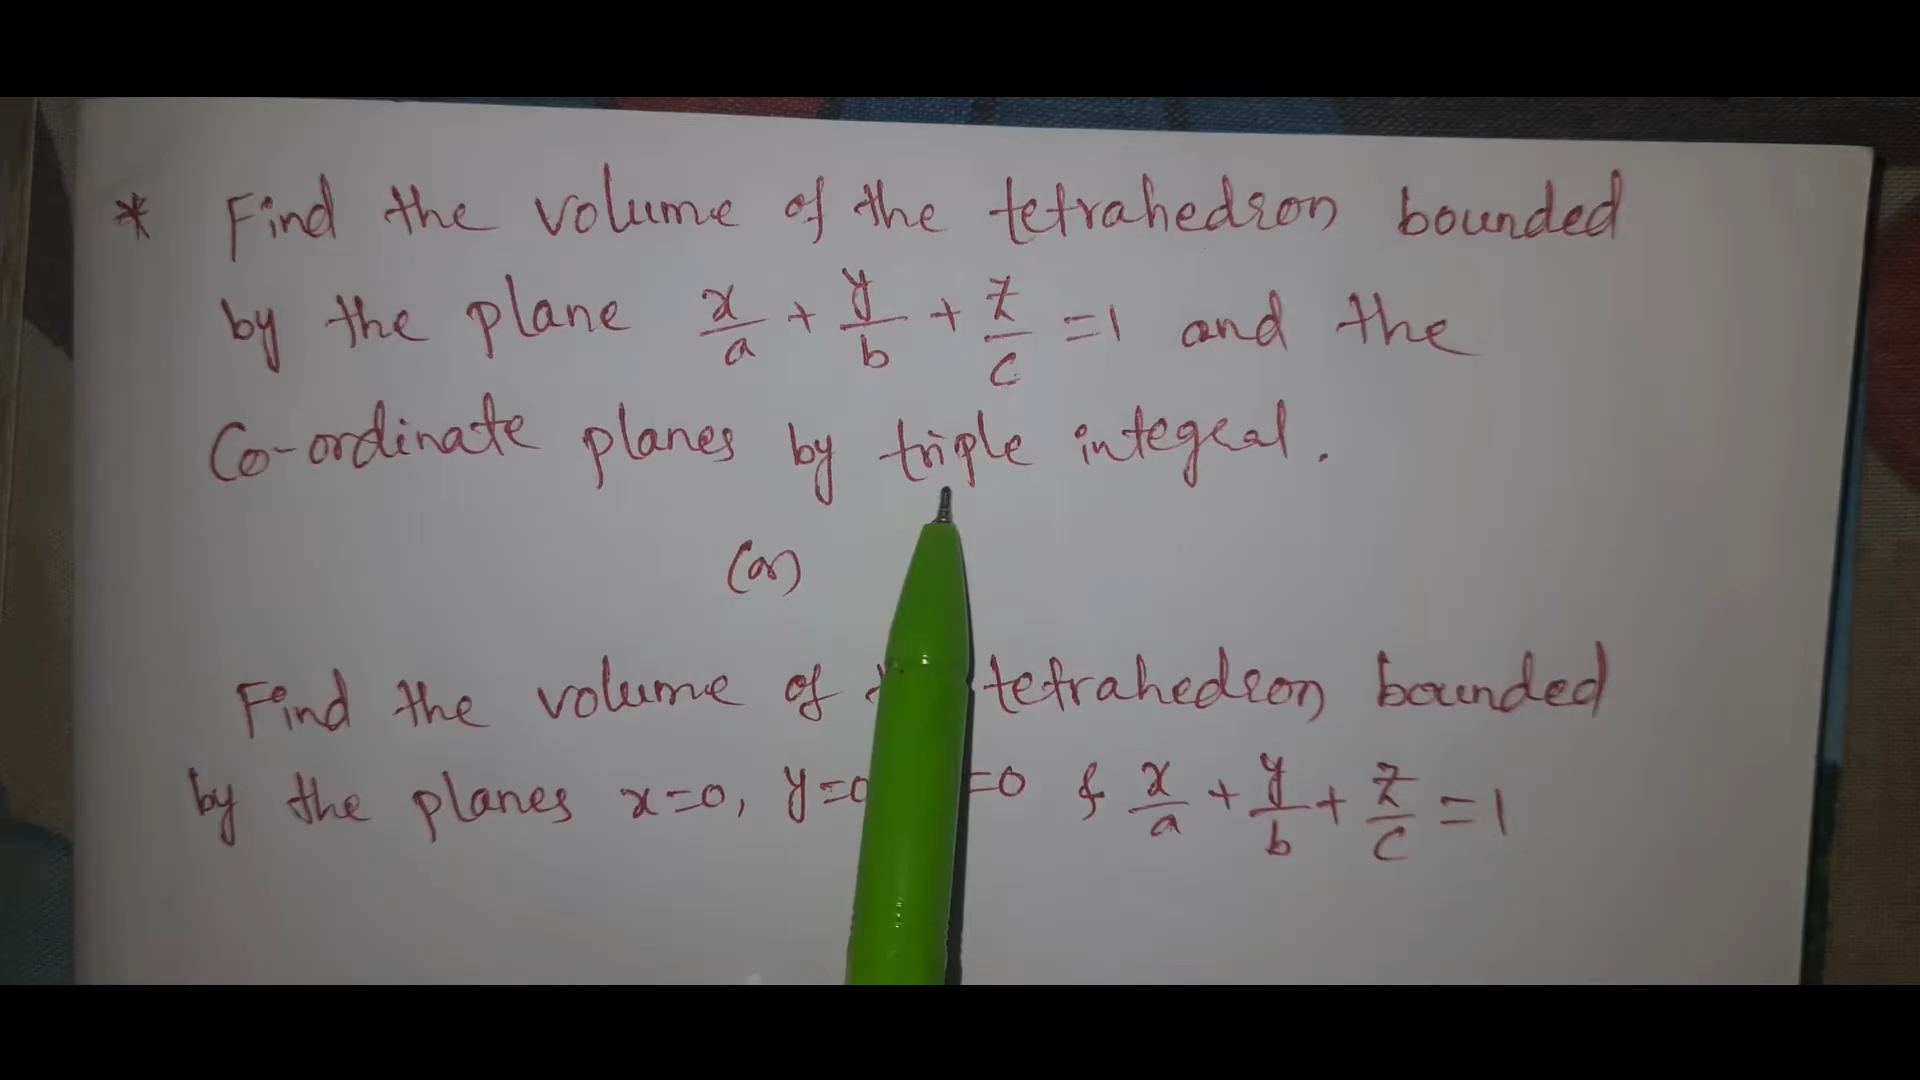 * Find the volume of the tetrahedron bounded
by the plane x/a + y/b + z/c = 1 and the
Co-ordinate planes by triple integral.
(or)
Find the volume of tetrahedron bounded
by the planes x=0, y=0 =0 & x/a + y/b + z/c = 1